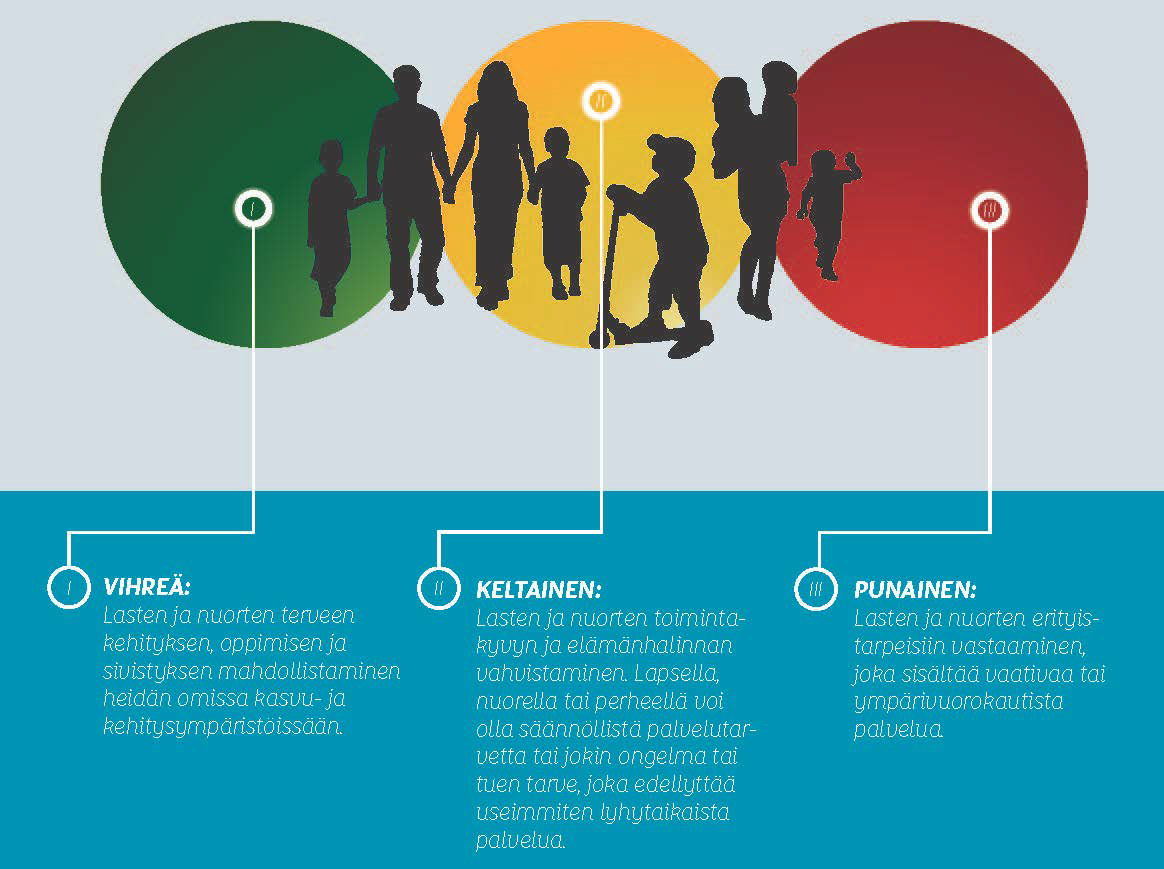 I
II
III
I
VIHREÄ:
Lasten ja nuorten terveen
kehityksen, oppimisen ja
sivistyksen mahdollistaminen
heidän omissa kasvu- ja
kehitysympäristöissään.
II
KELTAINEN:
Lasten ja nuorten toiminta-
kyvyn ja elämänhallinnan
vahvistaminen. Lapsella,
nuorella tai perheellä voi
olla säännöllistä palvelutar-
vetta tai jokin ongelma tai
tuen tarve, joka edellyttää
useimmiten lyhytaikaista
palvelua.
III
PUNAINEN:
Lasten ja nuorten erityis-
tarpeisiin vastaaminen,
joka sisältää vaativaa tai
ympärivuorokautista
palvelua.